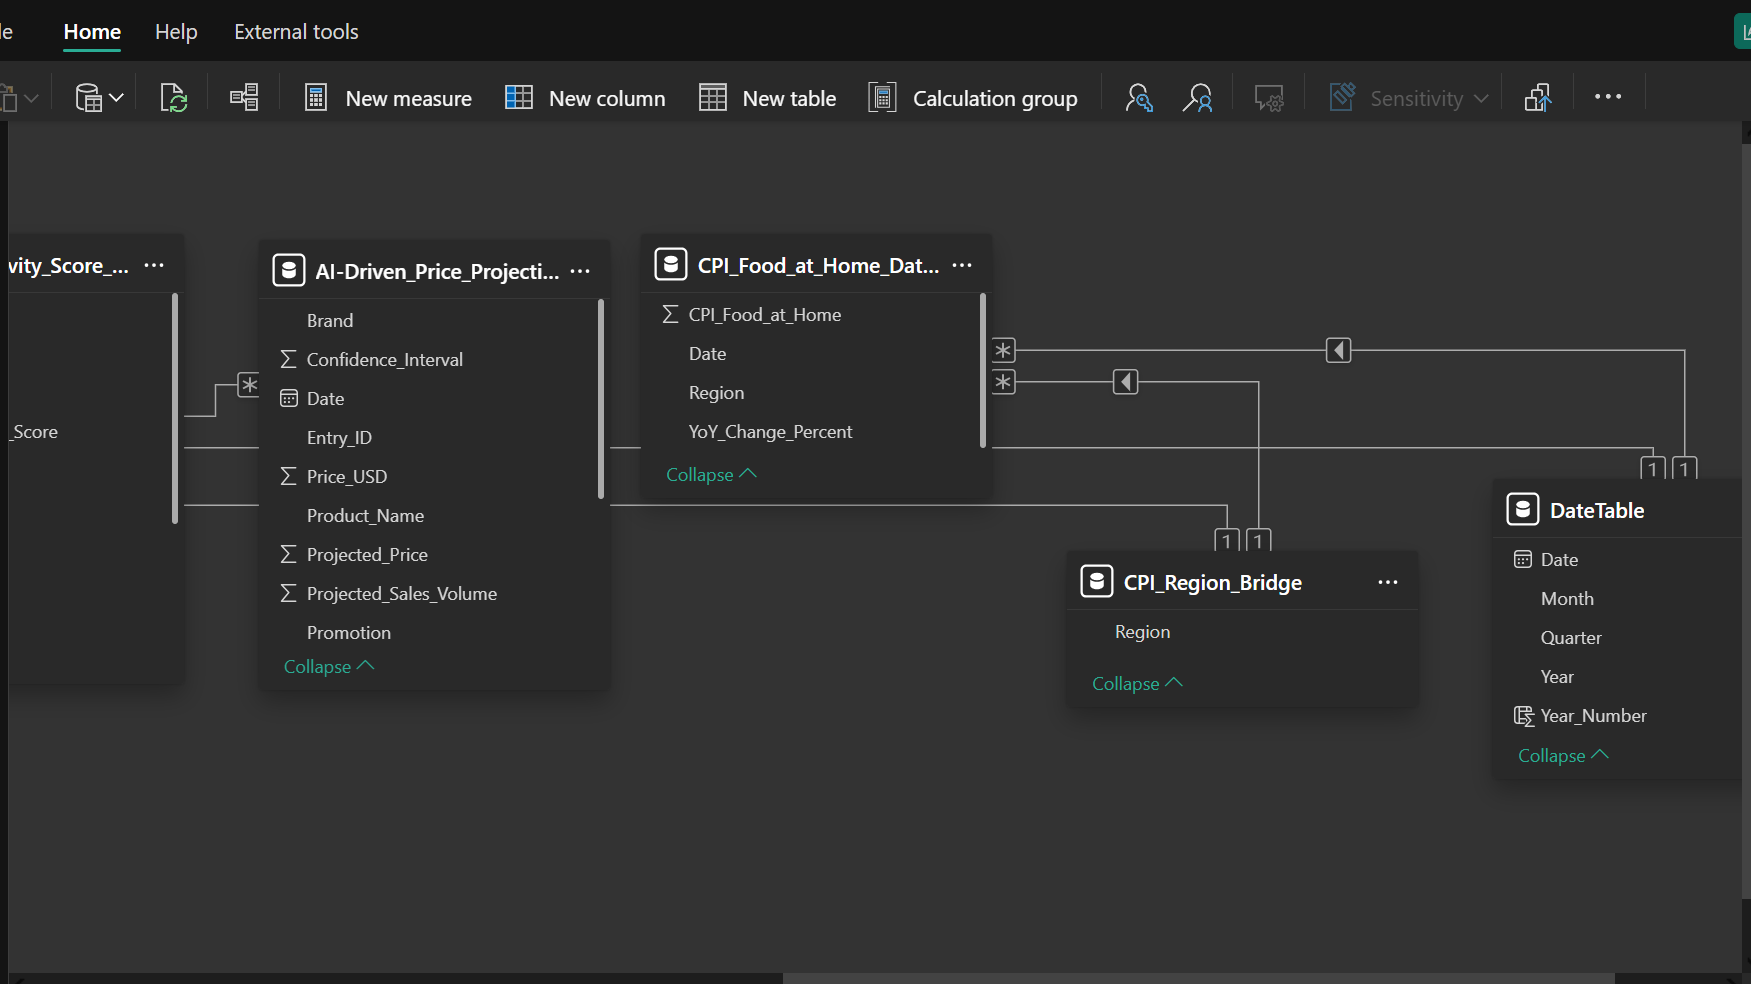 Home Help External tools
New measure New column New table Calculation group Sensitivity
vity_Score_...
_Score
AI-Driven_Price_Projecti...
Brand
Confidence_Interval
Date
Entry_ID
Price_USD
Product_Name
Projected_Price
Projected_Sales_Volume
Promotion
Collapse
CPI_Food_at_Home_Dat...
CPI_Food_at_Home
Date
Region
YoY_Change_Percent
Collapse
1 1
CPI_Region_Bridge
Region
Collapse
1 1
DateTable
Date
Month
Quarter
Year
Year_Number
Collapse